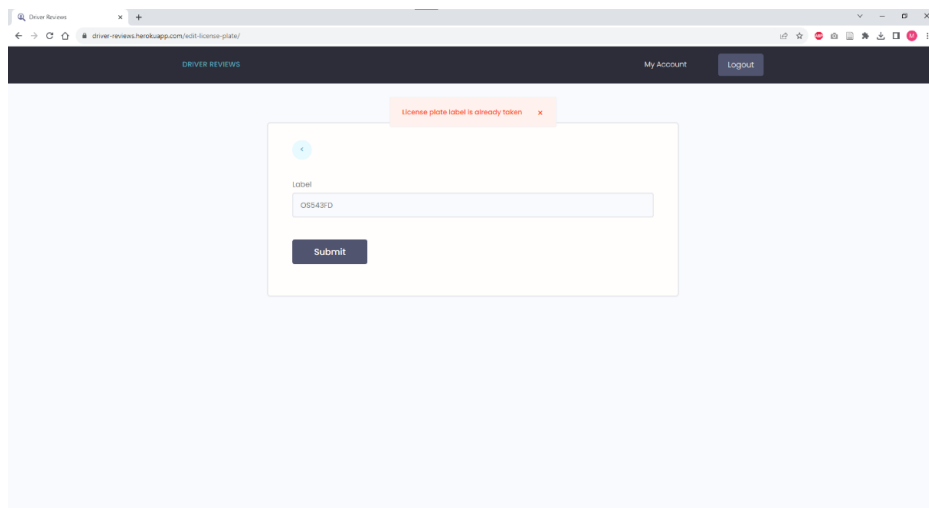 Driver Reviews
driver-reviews.herokuapp.com/edit-license-plate/
DRIVER REVIEWS
My Account
Logout
License plate label is already taken
Label
OS543FD
Submit